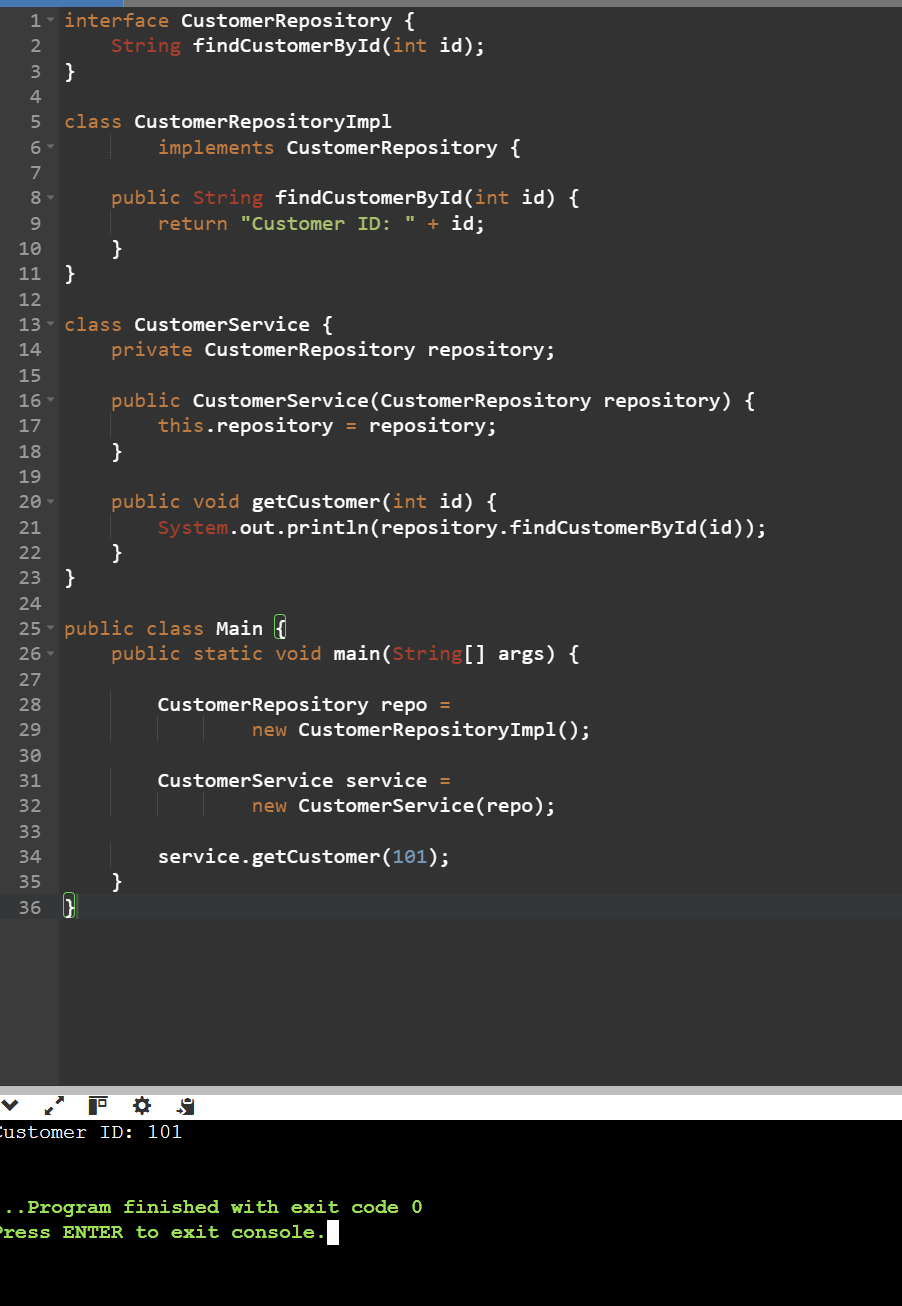 1 interface CustomerRepository {
2     String findCustomerById(int id);
3 }
4
5 class CustomerRepositoryImpl
6         implements CustomerRepository {
7
8     public String findCustomerById(int id) {
9         return "Customer ID: " + id;
10     }
11 }
12
13 class CustomerService {
14     private CustomerRepository repository;
15
16     public CustomerService(CustomerRepository repository) {
17         this.repository = repository;
18     }
19
20     public void getCustomer(int id) {
21         System.out.println(repository.findCustomerById(id));
22     }
23 }
24
25 public class Main {
26     public static void main(String[] args) {
27
28         CustomerRepository repo =
29                 new CustomerRepositoryImpl();
30
31         CustomerService service =
32                 new CustomerService(repo);
33
34         service.getCustomer(101);
35     }
36 }
Customer ID: 101
..Program finished with exit code 0
Press ENTER to exit console.